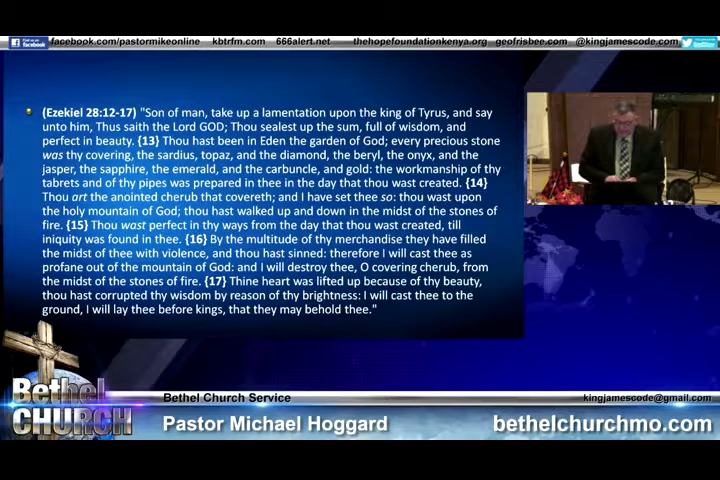 Find us on facebook facebook.com/pastormikeonline kbtrfm.com 666alert.net thehopefoundationkenya.org geofrisbee.com @kingjamescode.com
(Ezekiel 28:12-17) "Son of man, take up a lamentation upon the king of Tyrus, and say
unto him, Thus saith the Lord GOD; Thou sealest up the sum, full of wisdom, and
perfect in beauty. {13} Thou hast been in Eden the garden of God; every precious stone
was thy covering, the sardius, topaz, and the diamond, the beryl, the onyx, and the
jasper, the sapphire, the emerald, and the carbuncle, and gold: the workmanship of thy
tabrets and of thy pipes was prepared in thee in the day that thou wast created. {14}
Thou art the anointed cherub that covereth; and I have set thee so: thou wast upon
the holy mountain of God; thou hast walked up and down in the midst of the stones of
fire. {15} Thou wast perfect in thy ways from the day that thou wast created, till
iniquity was found in thee. {16} By the multitude of thy merchandise they have filled
the midst of thee with violence, and thou hast sinned: therefore I will cast thee as
profane out of the mountain of God: and I will destroy thee, O covering cherub, from
the midst of the stones of fire. {17} Thine heart was lifted up because of thy beauty,
thou hast corrupted thy wisdom by reason of thy brightness: I will cast thee to the
ground, I will lay thee before kings, that they may behold thee."
Bethel
CHURCH
Bethel Church Service
kingjamescode@gmail.com
Pastor Michael Hoggard
bethelchurchmo.com